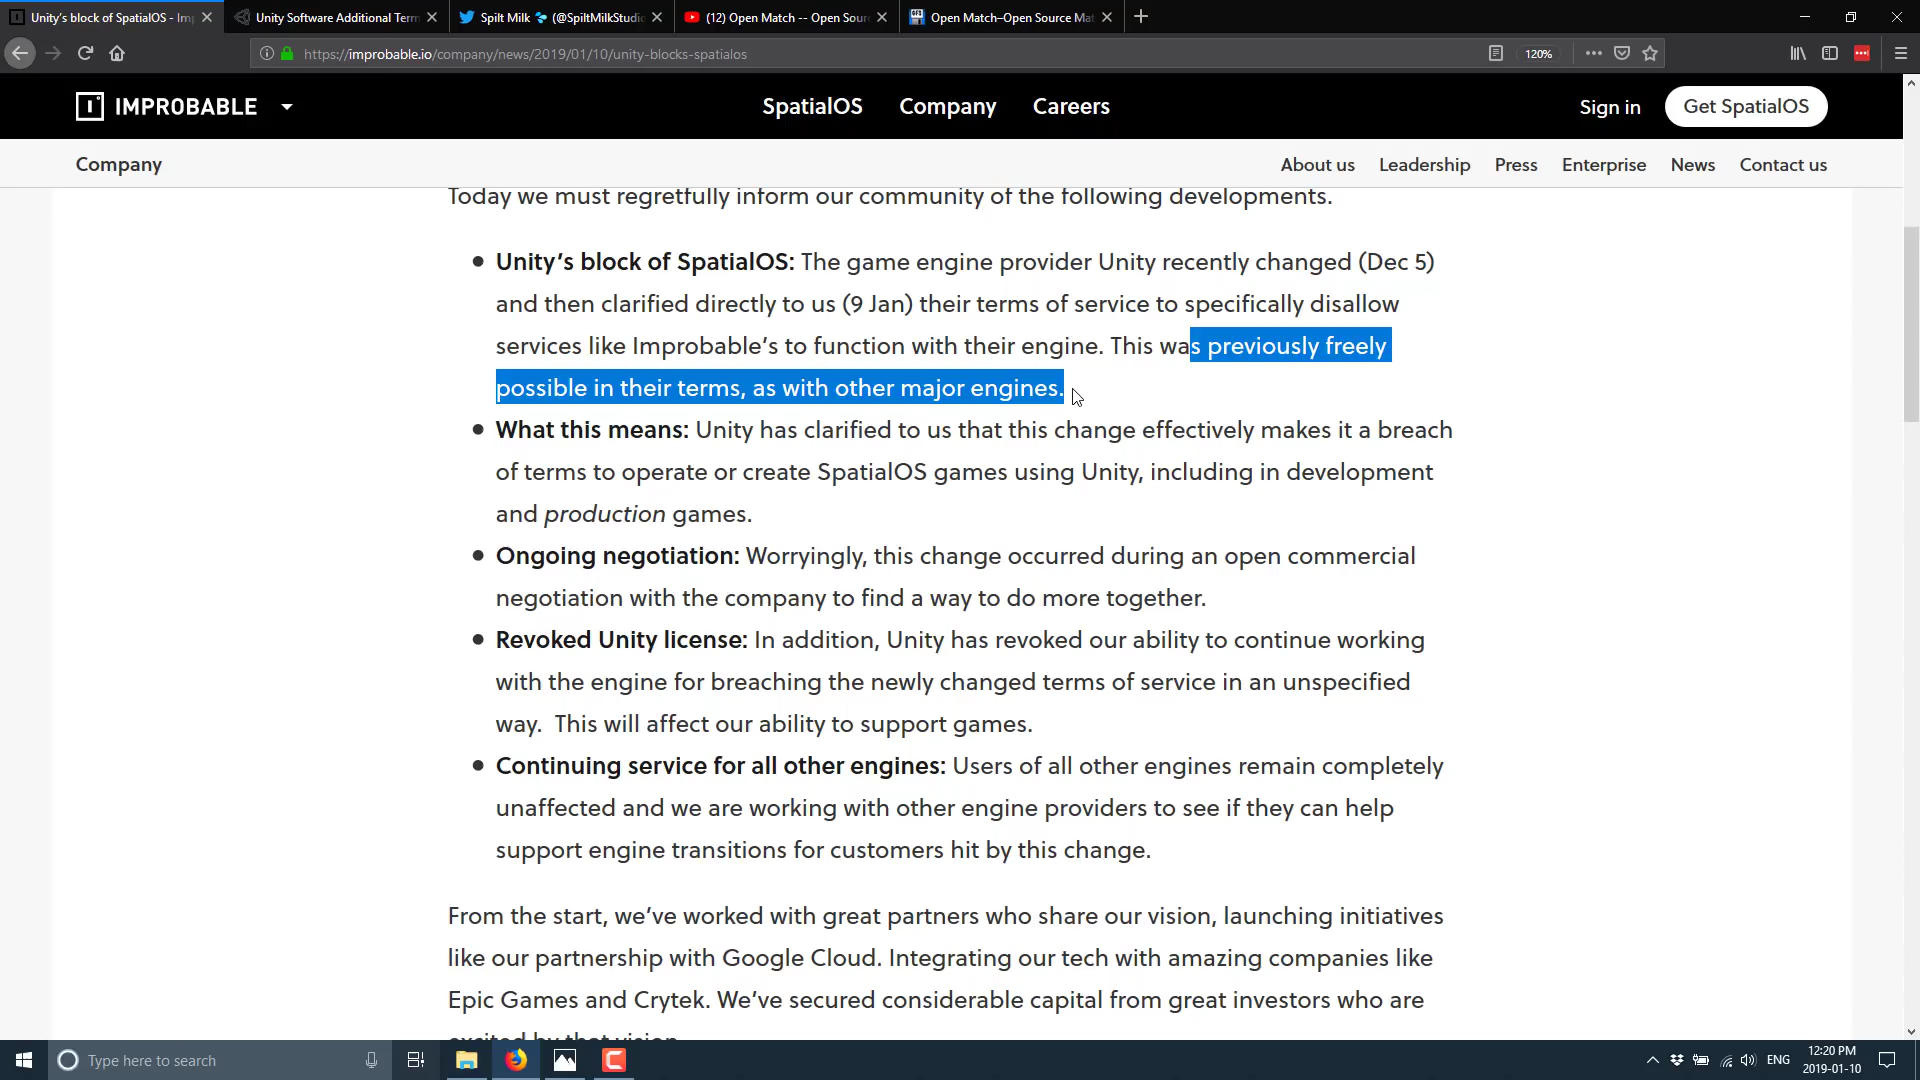 Unity's block of SpatialOS - Im
Unity Software Additional Term
Spilt Milk (@SpiltMilkStudi
(12) Open Match -- Open Sour
Open Match–Open Source Mat
https://improbable.io/company/news/2019/01/10/unity-blocks-spatialos
120%
IMPROBABLE
SpatialOS
Company
Careers
Sign in
Get SpatialOS
Company
About us
Leadership
Press
Enterprise
News
Contact us
Today we must regretfully inform our community of the following developments.
Unity’s block of SpatialOS: The game engine provider Unity recently changed (Dec 5)
and then clarified directly to us (9 Jan) their terms of service to specifically disallow
services like Improbable’s to function with their engine. This was previously freely
possible in their terms, as with other major engines.
What this means: Unity has clarified to us that this change effectively makes it a breach
of terms to operate or create SpatialOS games using Unity, including in development
and production games.
Ongoing negotiation: Worryingly, this change occurred during an open commercial
negotiation with the company to find a way to do more together.
Revoked Unity license: In addition, Unity has revoked our ability to continue working
with the engine for breaching the newly changed terms of service in an unspecified
way. This will affect our ability to support games.
Continuing service for all other engines: Users of all other engines remain completely
unaffected and we are working with other engine providers to see if they can help
support engine transitions for customers hit by this change.
From the start, we’ve worked with great partners who share our vision, launching initiatives
like our partnership with Google Cloud. Integrating our tech with amazing companies like
Epic Games and Crytek. We’ve secured considerable capital from great investors who are
excited by that vision
Type here to search
ENG
12:20 PM
2019-01-10